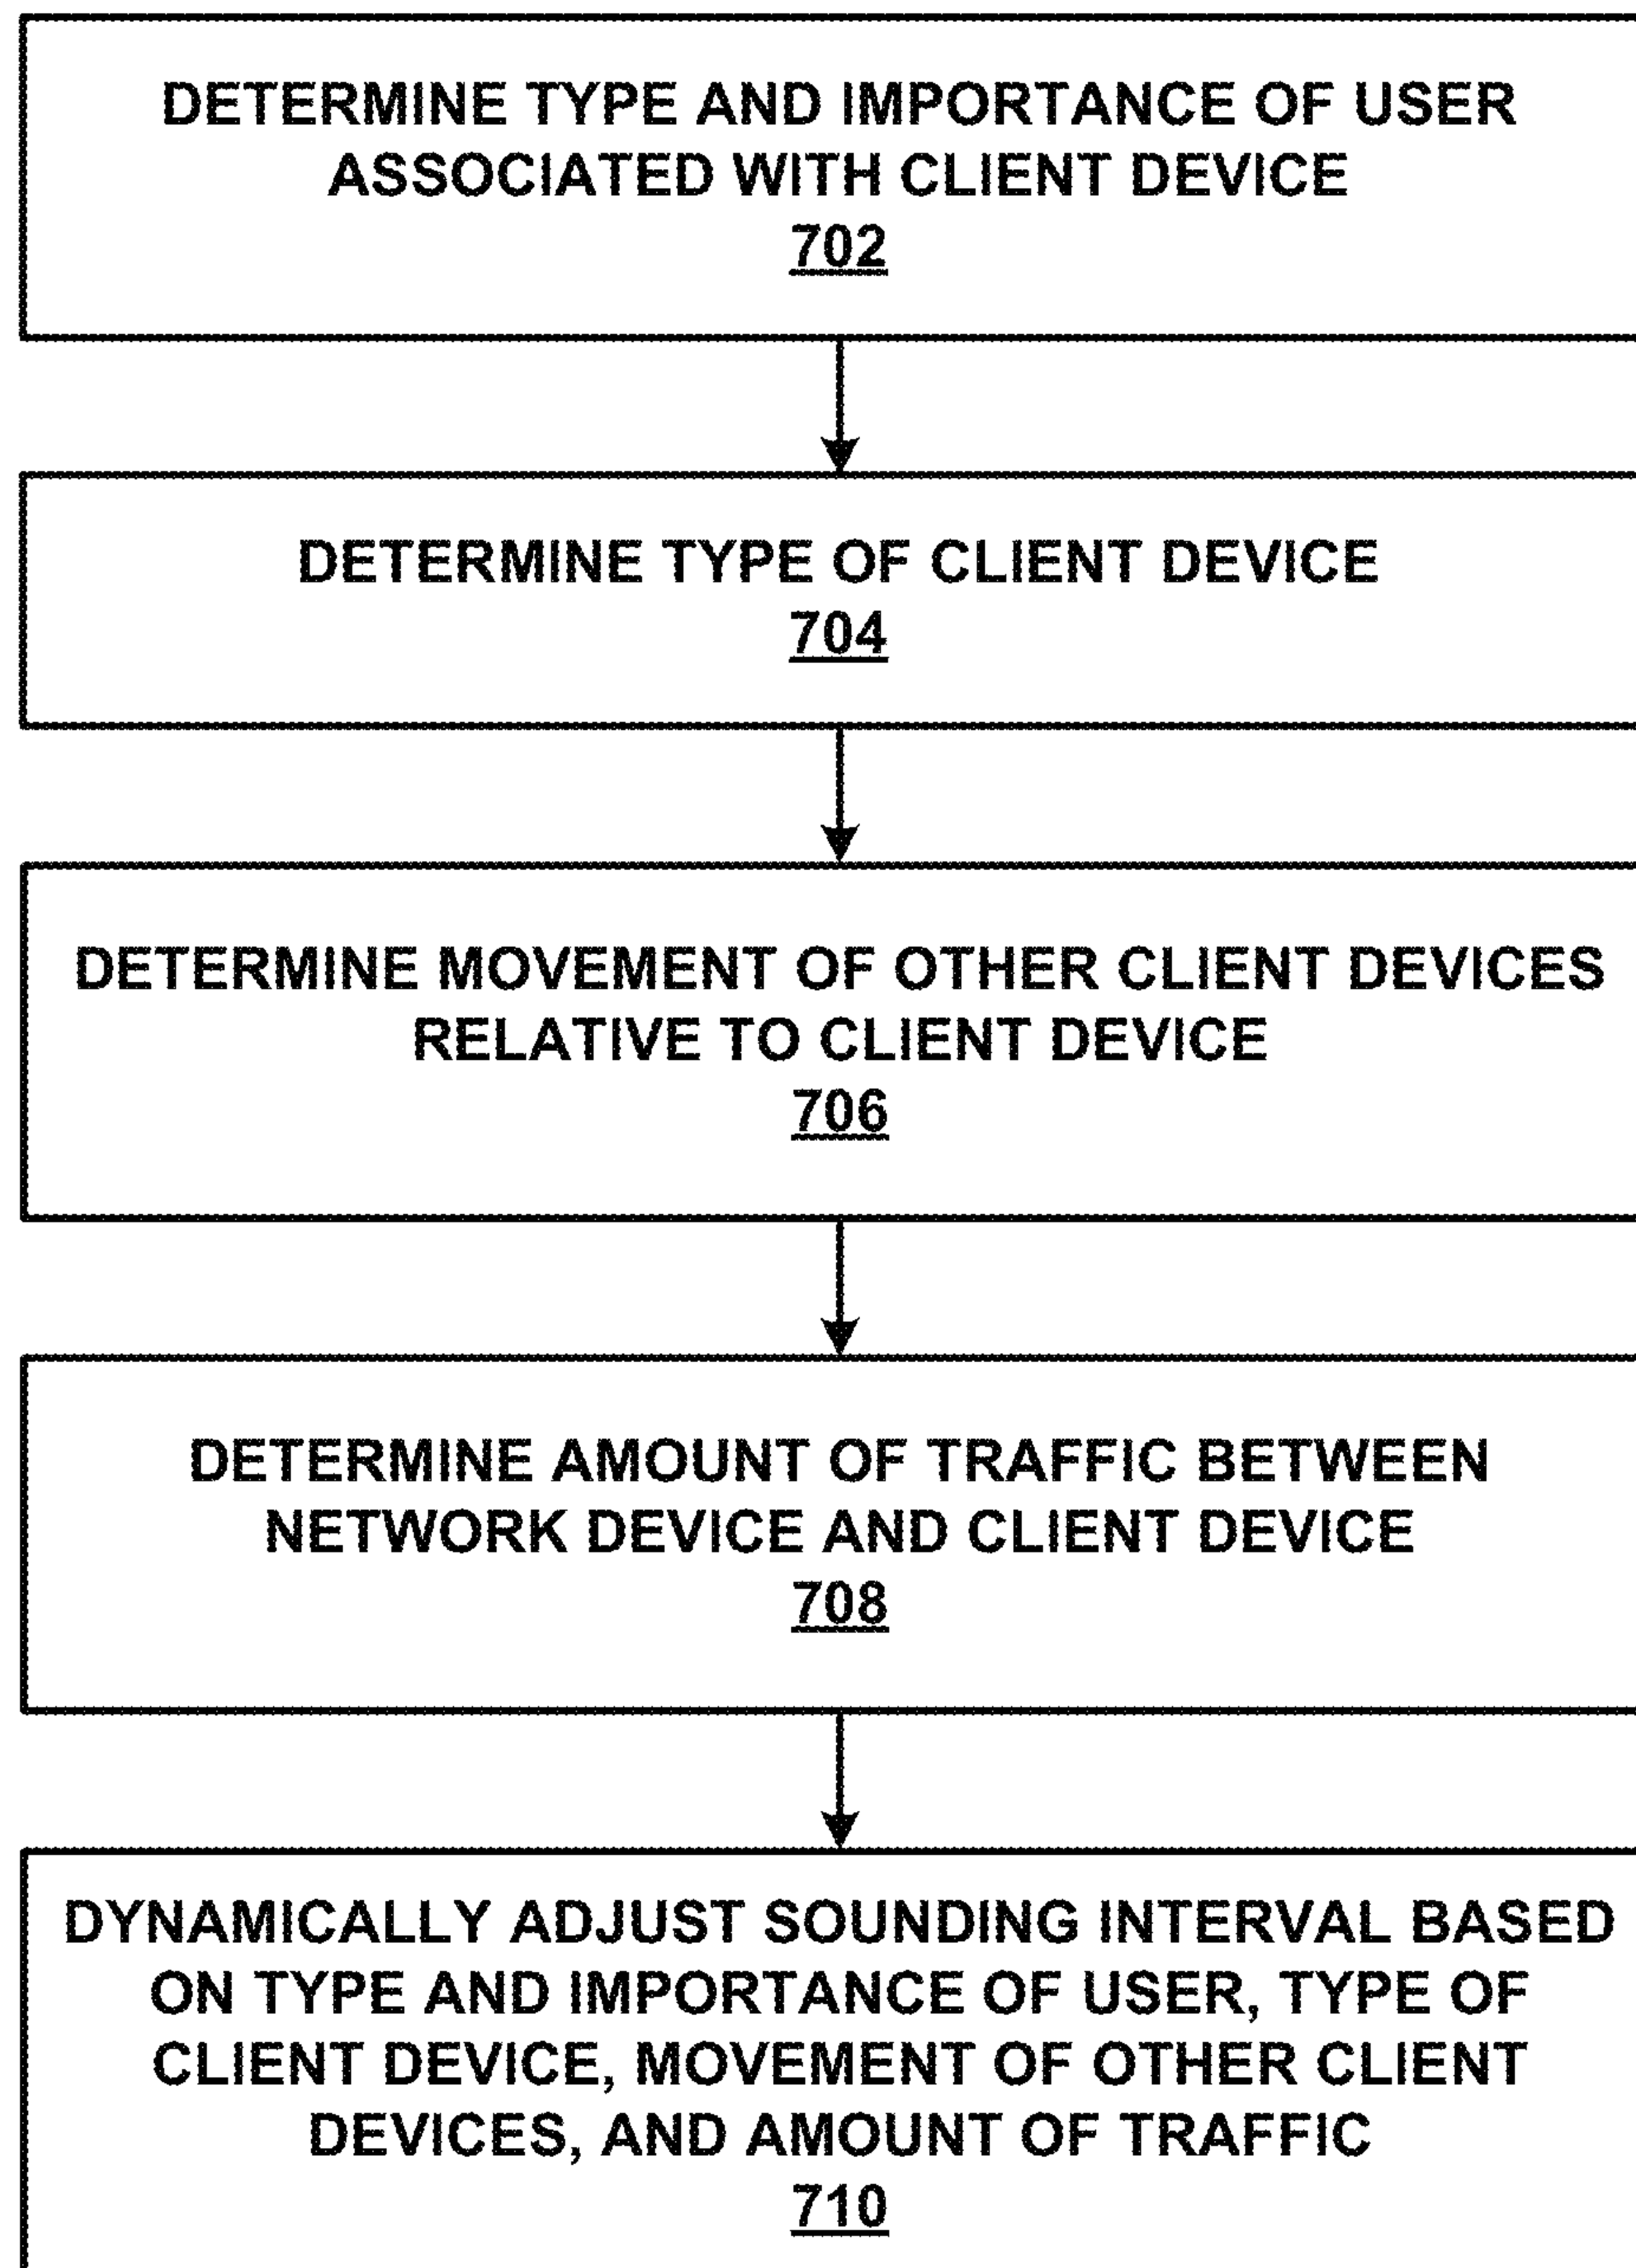 DETERMINE TYPE AND IMPORTANCE OF USER
ASSOCIATED WITH CLIENT DEVICE
702
DETERMINE TYPE OF CLIENT DEVICE
704
DETERMINE MOVEMENT OF OTHER CLIENT DEVICES
RELATIVE TO CLIENT DEVICE
706
DETERMINE AMOUNT OF TRAFFIC BETWEEN
NETWORK DEVICE AND CLIENT DEVICE
708
DYNAMICALLY ADJUST SOUNDING INTERVAL BASED
ON TYPE AND IMPORTANCE OF USER, TYPE OF
CLIENT DEVICE, MOVEMENT OF OTHER CLIENT
DEVICES, AND AMOUNT OF TRAFFIC
710